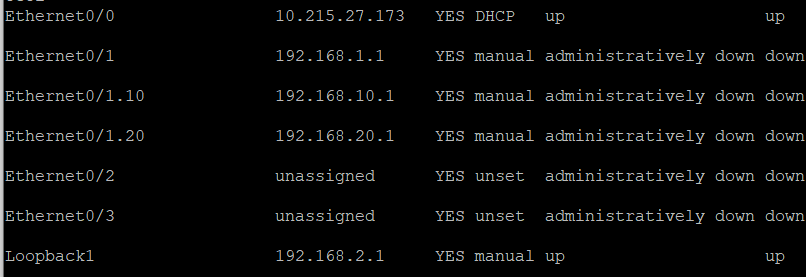 Ethernet0/0 10.215.27.173 YES DHCP up up
Ethernet0/1 192.168.1.1 YES manual administratively down down
Ethernet0/1.10 192.168.10.1 YES manual administratively down down
Ethernet0/1.20 192.168.20.1 YES manual administratively down down
Ethernet0/2 unassigned YES unset administratively down down
Ethernet0/3 unassigned YES unset administratively down down
Loopback1 192.168.2.1 YES manual up up